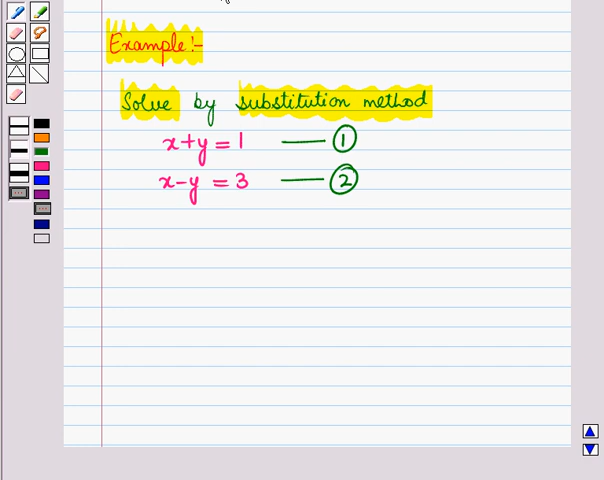 Example:-
Solve by substitution method
x+y=1 —— ①
x-y=3 —— ②